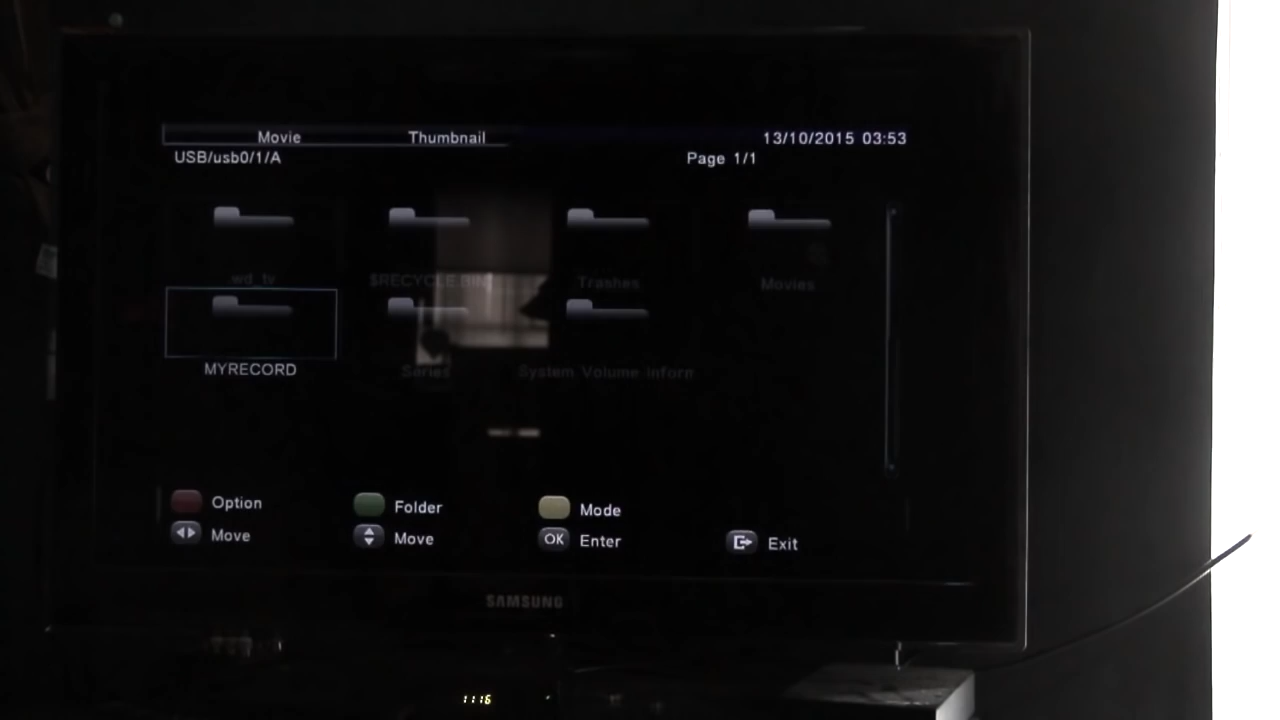 Movie Thumbnail 13/10/2015 03:53
USB/usb0/1/A Page 1/1
.wd_tv $RECYCLE.BIN Trashes Movies
MYRECORD Series System Volume Inform
Option Folder Mode
Move Move OK Enter Exit
SAMSUNG
1116